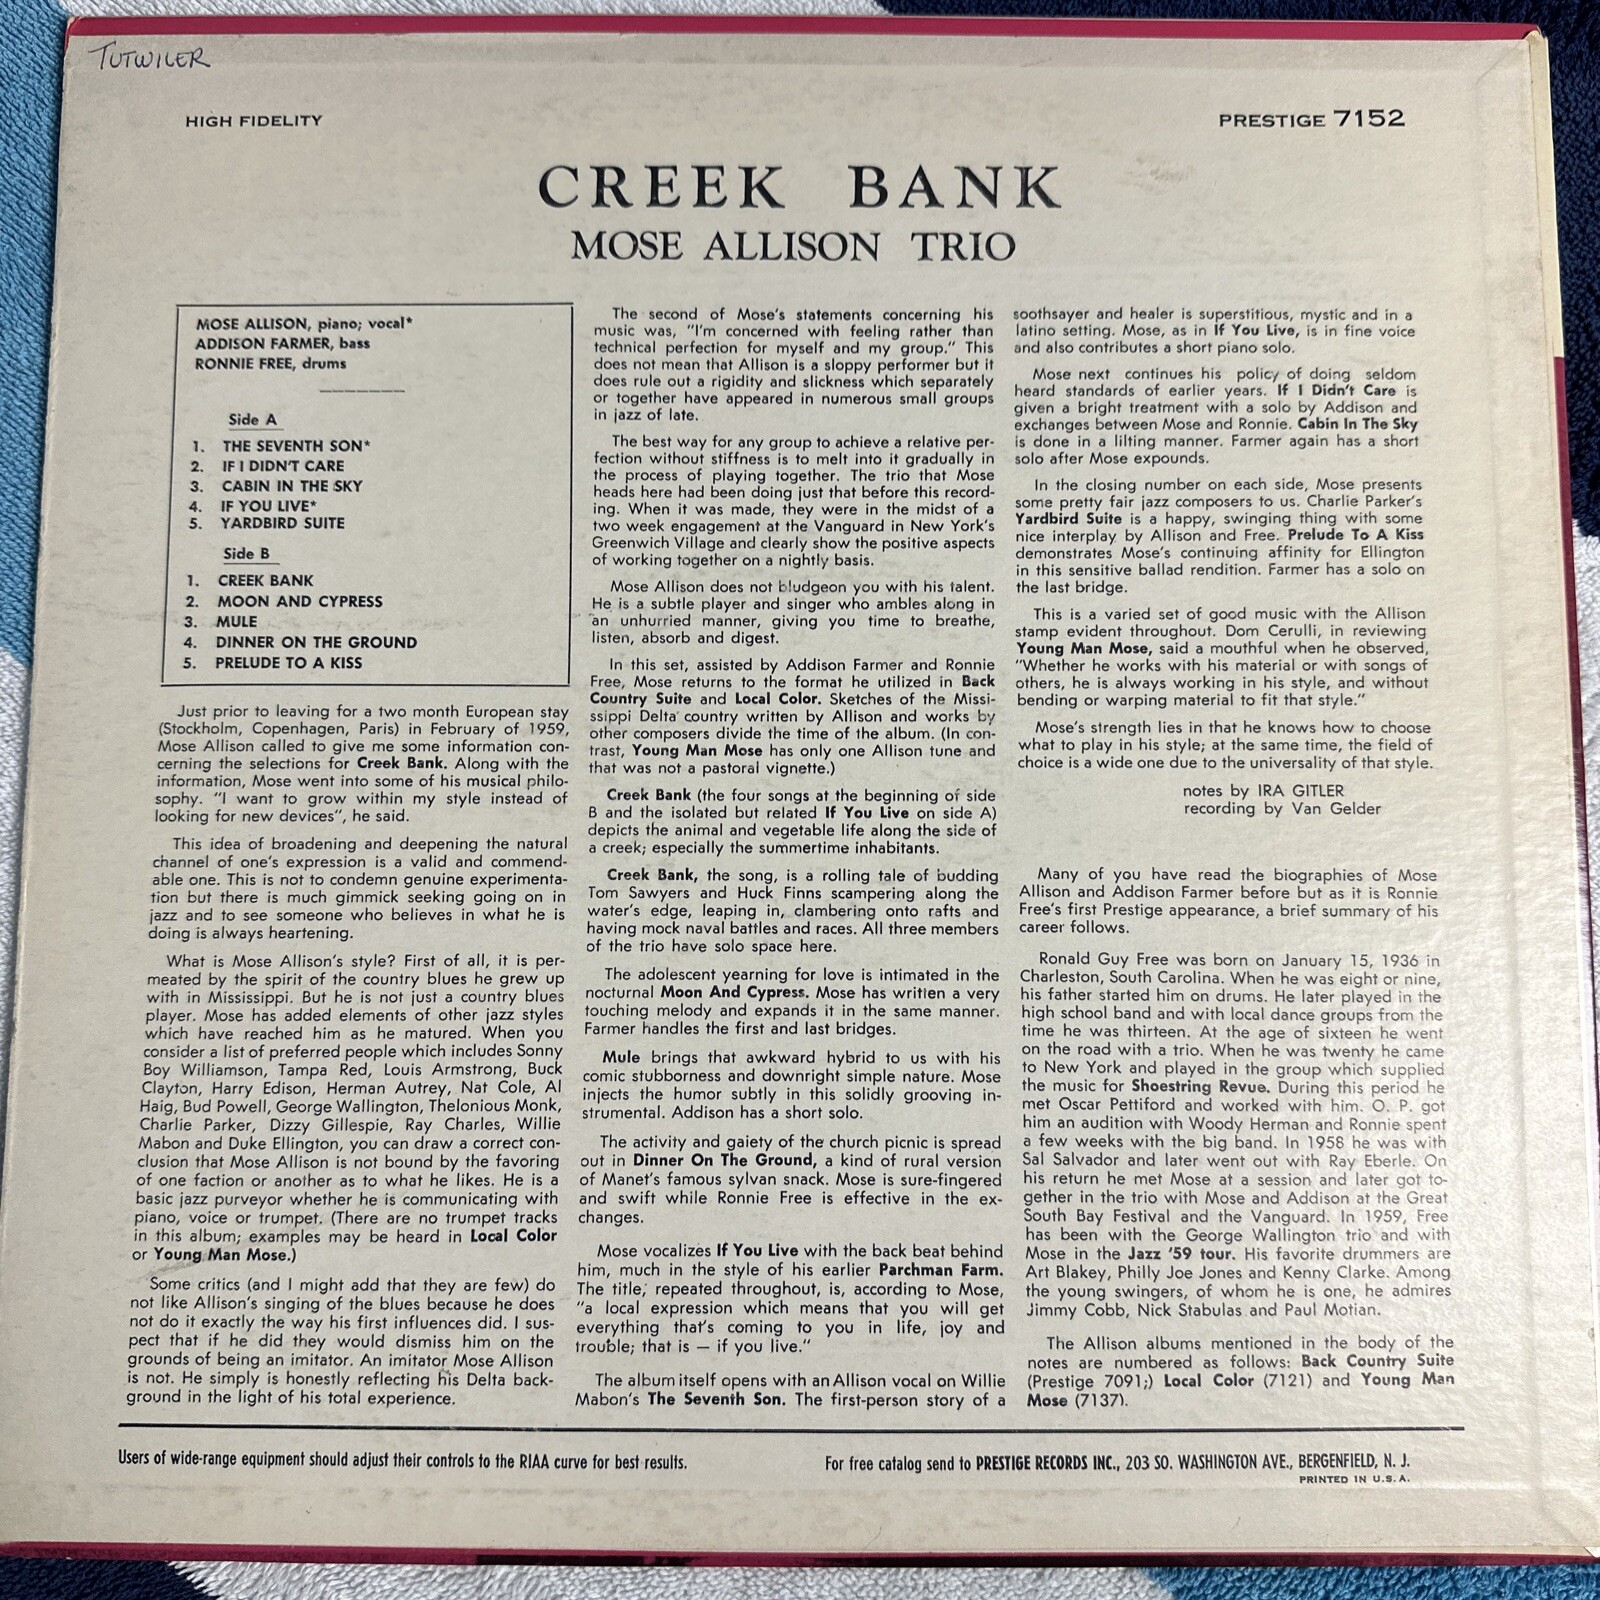 TUTWILER
HIGH FIDELITY
PRESTIGE 7152
CREEK BANK
MOSE ALLISON TRIO
MOSE ALLISON, piano; vocal*
ADDISON FARMER, bass
RONNIE FREE, drums
Side A
1. THE SEVENTH SON*
2. IF I DIDN'T CARE
3. CABIN IN THE SKY
4. IF YOU LIVE*
5. YARDBIRD SUITE
Side B
1. CREEK BANK
2. MOON AND CYPRESS
3. MULE
4. DINNER ON THE GROUND
5. PRELUDE TO A KISS
Just prior to leaving for a two month European stay
(Stockholm, Copenhagen, Paris) in February of 1959,
Mose Allison called to give me some information con-
cerning the selections for Creek Bank. Along with the
information, Mose went into some of his musical philo-
sophy. "I want to grow within my style instead of
looking for new devices", he said.
This idea of broadening and deepening the natural
channel of one's expression is a valid and commend-
able one. This is not to condemn genuine experimenta-
tion but there is much gimmick seeking going on in
jazz and to see someone who believes in what he is
doing is always heartening.
What is Mose Allison's style? First of all, it is per-
meated by the spirit of the country blues he grew up
with in Mississippi. But he is not just a country blues
player. Mose has added elements of other jazz styles
which have reached him as he matured. When you
consider a list of preferred people which includes Sonny
Boy Williamson, Tampa Red, Louis Armstrong, Buck
Clayton, Harry Edison, Herman Autrey, Nat Cole, Al
Haig, Bud Powell, George Wallington, Thelonious Monk,
Charlie Parker, Dizzy Gillespie, Ray Charles, Willie
Mabon and Duke Ellington, you can draw a correct con-
clusion that Mose Allison is not bound by the favoring
of one faction or another as to what he likes. He is a
basic jazz purveyor whether he is communicating with
piano, voice or trumpet. (There are no trumpet tracks
in this album; examples may be heard in Local Color
or Young Man Mose.)
Some critics (and I might add that they are few) do
not like Allison's singing of the blues because he does
not do it exactly the way his first influences did. I sus-
pect that if he did they would dismiss him on the
grounds of being an imitator. An imitator Mose Allison
is not. He simply is honestly reflecting his Delta back-
ground in the light of his total experience.
The second of Mose's statements concerning his
music was, "I'm concerned with feeling rather than
technical perfection for myself and my group." This
does not mean that Allison is a sloppy performer but it
does rule out a rigidity and slickness which separately
or together have appeared in numerous small groups
in jazz of late.
The best way for any group to achieve a relative per-
fection without stiffness is to melt into it gradually in
the process of playing together. The trio that Mose
heads here had been doing just that before this record-
ing. When it was made, they were in the midst of a
two week engagement at the Vanguard in New York's
Greenwich Village and clearly show the positive aspects
of working together on a nightly basis.
Mose Allison does not bludgeon you with his talent.
He is a subtle player and singer who ambles along in
an unhurried manner, giving you time to breathe,
listen, absorb and digest.
In this set, assisted by Addison Farmer and Ronnie
Free, Mose returns to the format he utilized in Back
Country Suite and Local Color. Sketches of the Missi-
ssippi Delta country written by Allison and works by
other composers divide the time of the album. (In con-
trast, Young Man Mose has only one Allison tune and
that was not a pastoral vignette.)
Creek Bank (the four songs at the beginning of side
B and the isolated but related If You Live on side A)
depicts the animal and vegetable life along the side of
a creek; especially the summertime inhabitants.
Creek Bank, the song, is a rolling tale of budding
Tom Sawyers and Huck Finns scampering along the
water's edge, leaping in, clambering onto rafts and
having mock naval battles and races. All three members
of the trio have solo space here.
The adolescent yearning for love is intimated in the
nocturnal Moon And Cypress. Mose has written a very
touching melody and expands it in the same manner.
Farmer handles the first and last bridges.
Mule brings that awkward hybrid to us with his
comic stubborness and downright simple nature. Mose
injects the humor subtly in this solidly grooving in-
strumental. Addison has a short solo.
The activity and gaiety of the church picnic is spread
out in Dinner On The Ground, a kind of rural version
of Manet's famous sylvan snack. Mose is sure-fingered
and swift while Ronnie Free is effective in the ex-
changes.
Mose vocalizes If You Live with the back beat behind
him, much in the style of his earlier Parchman Farm.
The title, repeated throughout, is, according to Mose,
"a local expression which means that you will get
everything that's coming to you in life, joy and
trouble; that is — if you live."
The album itself opens with an Allison vocal on Willie
Mabon's The Seventh Son. The first-person story of a
soothsayer and healer is superstitious, mystic and in a
latino setting. Mose, as in If You Live, is in fine voice
and also contributes a short piano solo.
Mose next continues his policy of doing seldom
heard standards of earlier years. If I Didn't Care is
given a bright treatment with a solo by Addison and
exchanges between Mose and Ronnie. Cabin In The Sky
is done in a lilting manner. Farmer again has a short
solo after Mose expounds.
In the closing number on each side, Mose presents
some pretty fair jazz composers to us. Charlie Parker's
Yardbird Suite is a happy, swinging thing with some
nice interplay by Allison and Free. Prelude To A Kiss
demonstrates Mose's continuing affinity for Ellington
in this sensitive ballad rendition. Farmer has a solo on
the last bridge.
This is a varied set of good music with the Allison
stamp evident throughout. Dom Cerulli, in reviewing
Young Man Mose, said a mouthful when he observed,
"Whether he works with his material or with songs of
others, he is always working in his style, and without
bending or warping material to fit that style."
Mose's strength lies in that he knows how to choose
what to play in his style; at the same time, the field of
choice is a wide one due to the universality of that style.
notes by IRA GITLER
recording by Van Gelder
Many of you have read the biographies of Mose
Allison and Addison Farmer before but as it is Ronnie
Free's first Prestige appearance, a brief summary of his
career follows.
Ronald Guy Free was born on January 15, 1936 in
Charleston, South Carolina. When he was eight or nine,
his father started him on drums. He later played in the
high school band and with local dance groups from the
time he was thirteen. At the age of sixteen he went
on the road with a trio. When he was twenty he came
to New York and played in the group which supplied
the music for Shoestring Revue. During this period he
met Oscar Pettiford and worked with him. O. P. got
him an audition with Woody Herman and Ronnie spent
a few weeks with the big band. In 1958 he was with
Sal Salvador and later went out with Ray Eberle. On
his return he met Mose at a session and later got to-
gether in the trio with Mose and Addison at the Great
South Bay Festival and the Vanguard. In 1959, Free
has been with the George Wallington trio and with
Mose in the Jazz '59 tour. His favorite drummers are
Art Blakey, Philly Joe Jones and Kenny Clarke. Among
the young swingers, of whom he is one, he admires
Jimmy Cobb, Nick Stabulas and Paul Motian.
The Allison albums mentioned in the body of the
notes are numbered as follows: Back Country Suite
(Prestige 7091;) Local Color (7121) and Young Man
Mose (7137).
Users of wide-range equipment should adjust their controls to the RIAA curve for best results.
For free catalog send to PRESTIGE RECORDS INC., 203 SO. WASHINGTON AVE., BERGENFIELD, N. J.
PRINTED IN U.S.A.